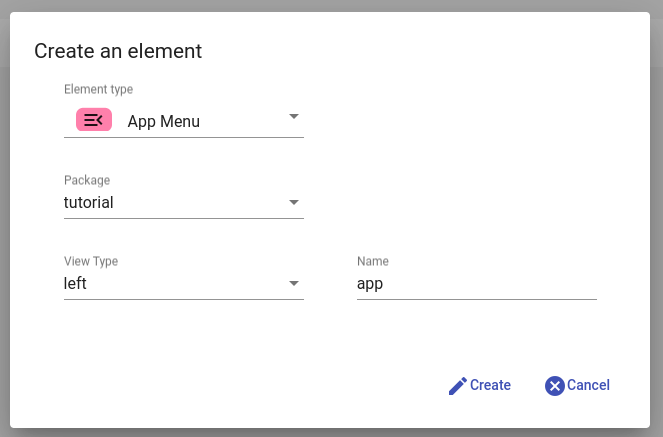 Create an element
Element type
App Menu
Package
tutorial
View Type
Name
left
app
Create
Cancel